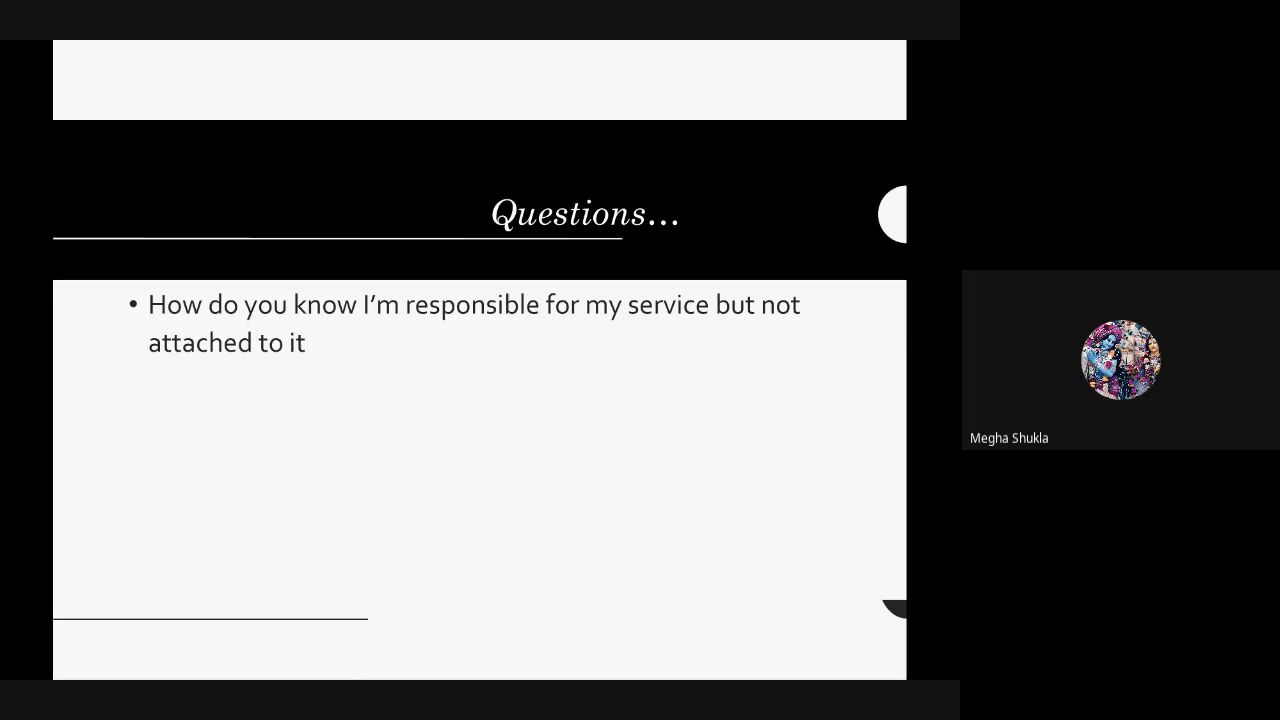 Questions…
• How do you know I’m responsible for my service but not
attached to it
Megha Shukla